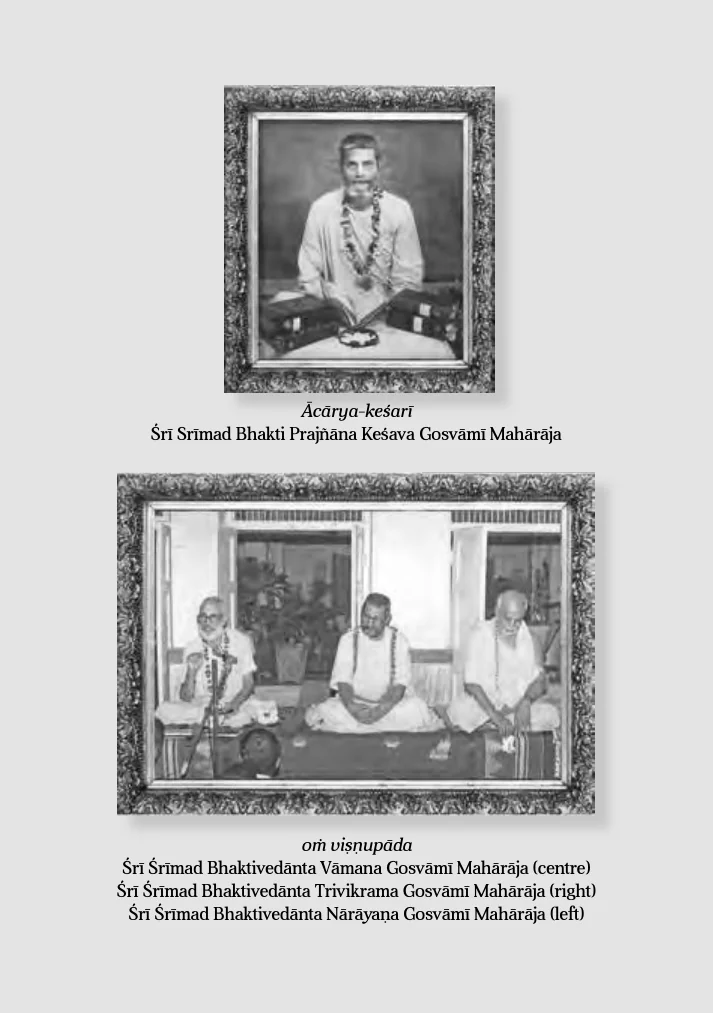 Ācārya-keśarī
Śrī Srīmad Bhakti Prajñāna Keśava Gosvāmī Mahārāja
oṁ viṣṇupāda
Śrī Śrīmad Bhaktivedānta Vāmana Gosvāmī Mahārāja (centre)
Śrī Śrīmad Bhaktivedānta Trivikrama Gosvāmī Mahārāja (right)
Śrī Śrīmad Bhaktivedānta Nārāyaṇa Gosvāmī Mahārāja (left)